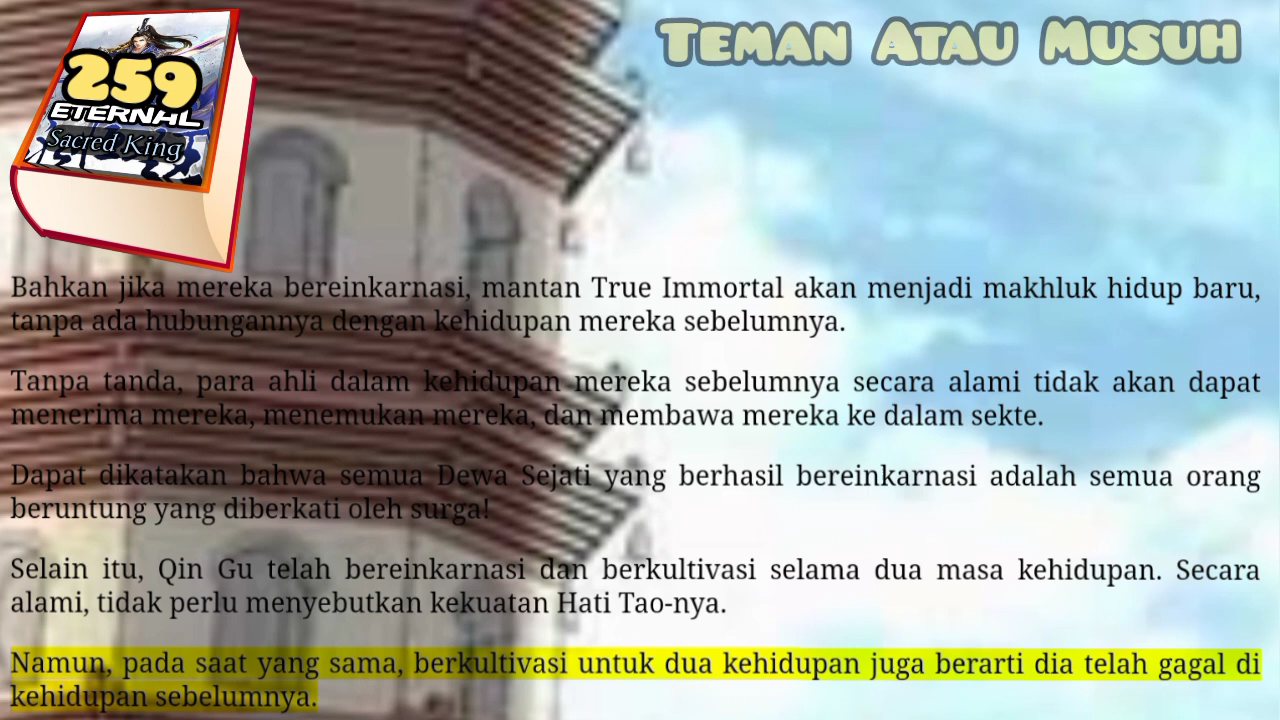 Teman Atau Musuh
259
ETERNAL
Sacred King
Bahkan jika mereka bereinkarnasi, mantan True Immortal akan menjadi makhluk hidup baru,
tanpa ada hubungannya dengan kehidupan mereka sebelumnya.
Tanpa tanda, para ahli dalam kehidupan mereka sebelumnya secara alami tidak akan dapat
menerima mereka, menemukan mereka, dan membawa mereka ke dalam sekte.
Dapat dikatakan bahwa semua Dewa Sejati yang berhasil bereinkarnasi adalah semua orang
beruntung yang diberkati oleh surga!
Selain itu, Qin Gu telah bereinkarnasi dan berkultivasi selama dua masa kehidupan. Secara
alami, tidak perlu menyebutkan kekuatan Hati Tao-nya.
Namun, pada saat yang sama, berkultivasi untuk dua kehidupan juga berarti dia telah gagal di
kehidupan sebelumnya.